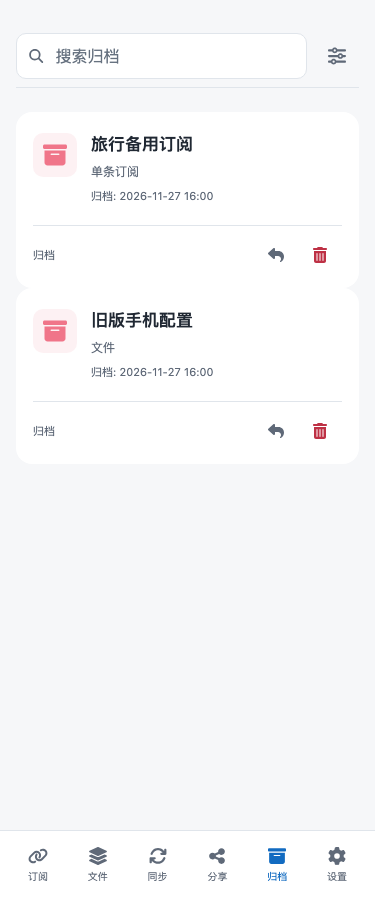 搜索归档
旅行备用订阅
单条订阅
归档: 2026-11-27 16:00
归档
旧版手机配置
文件
归档: 2026-11-27 16:00
归档
订阅
文件
同步
分享
归档
设置